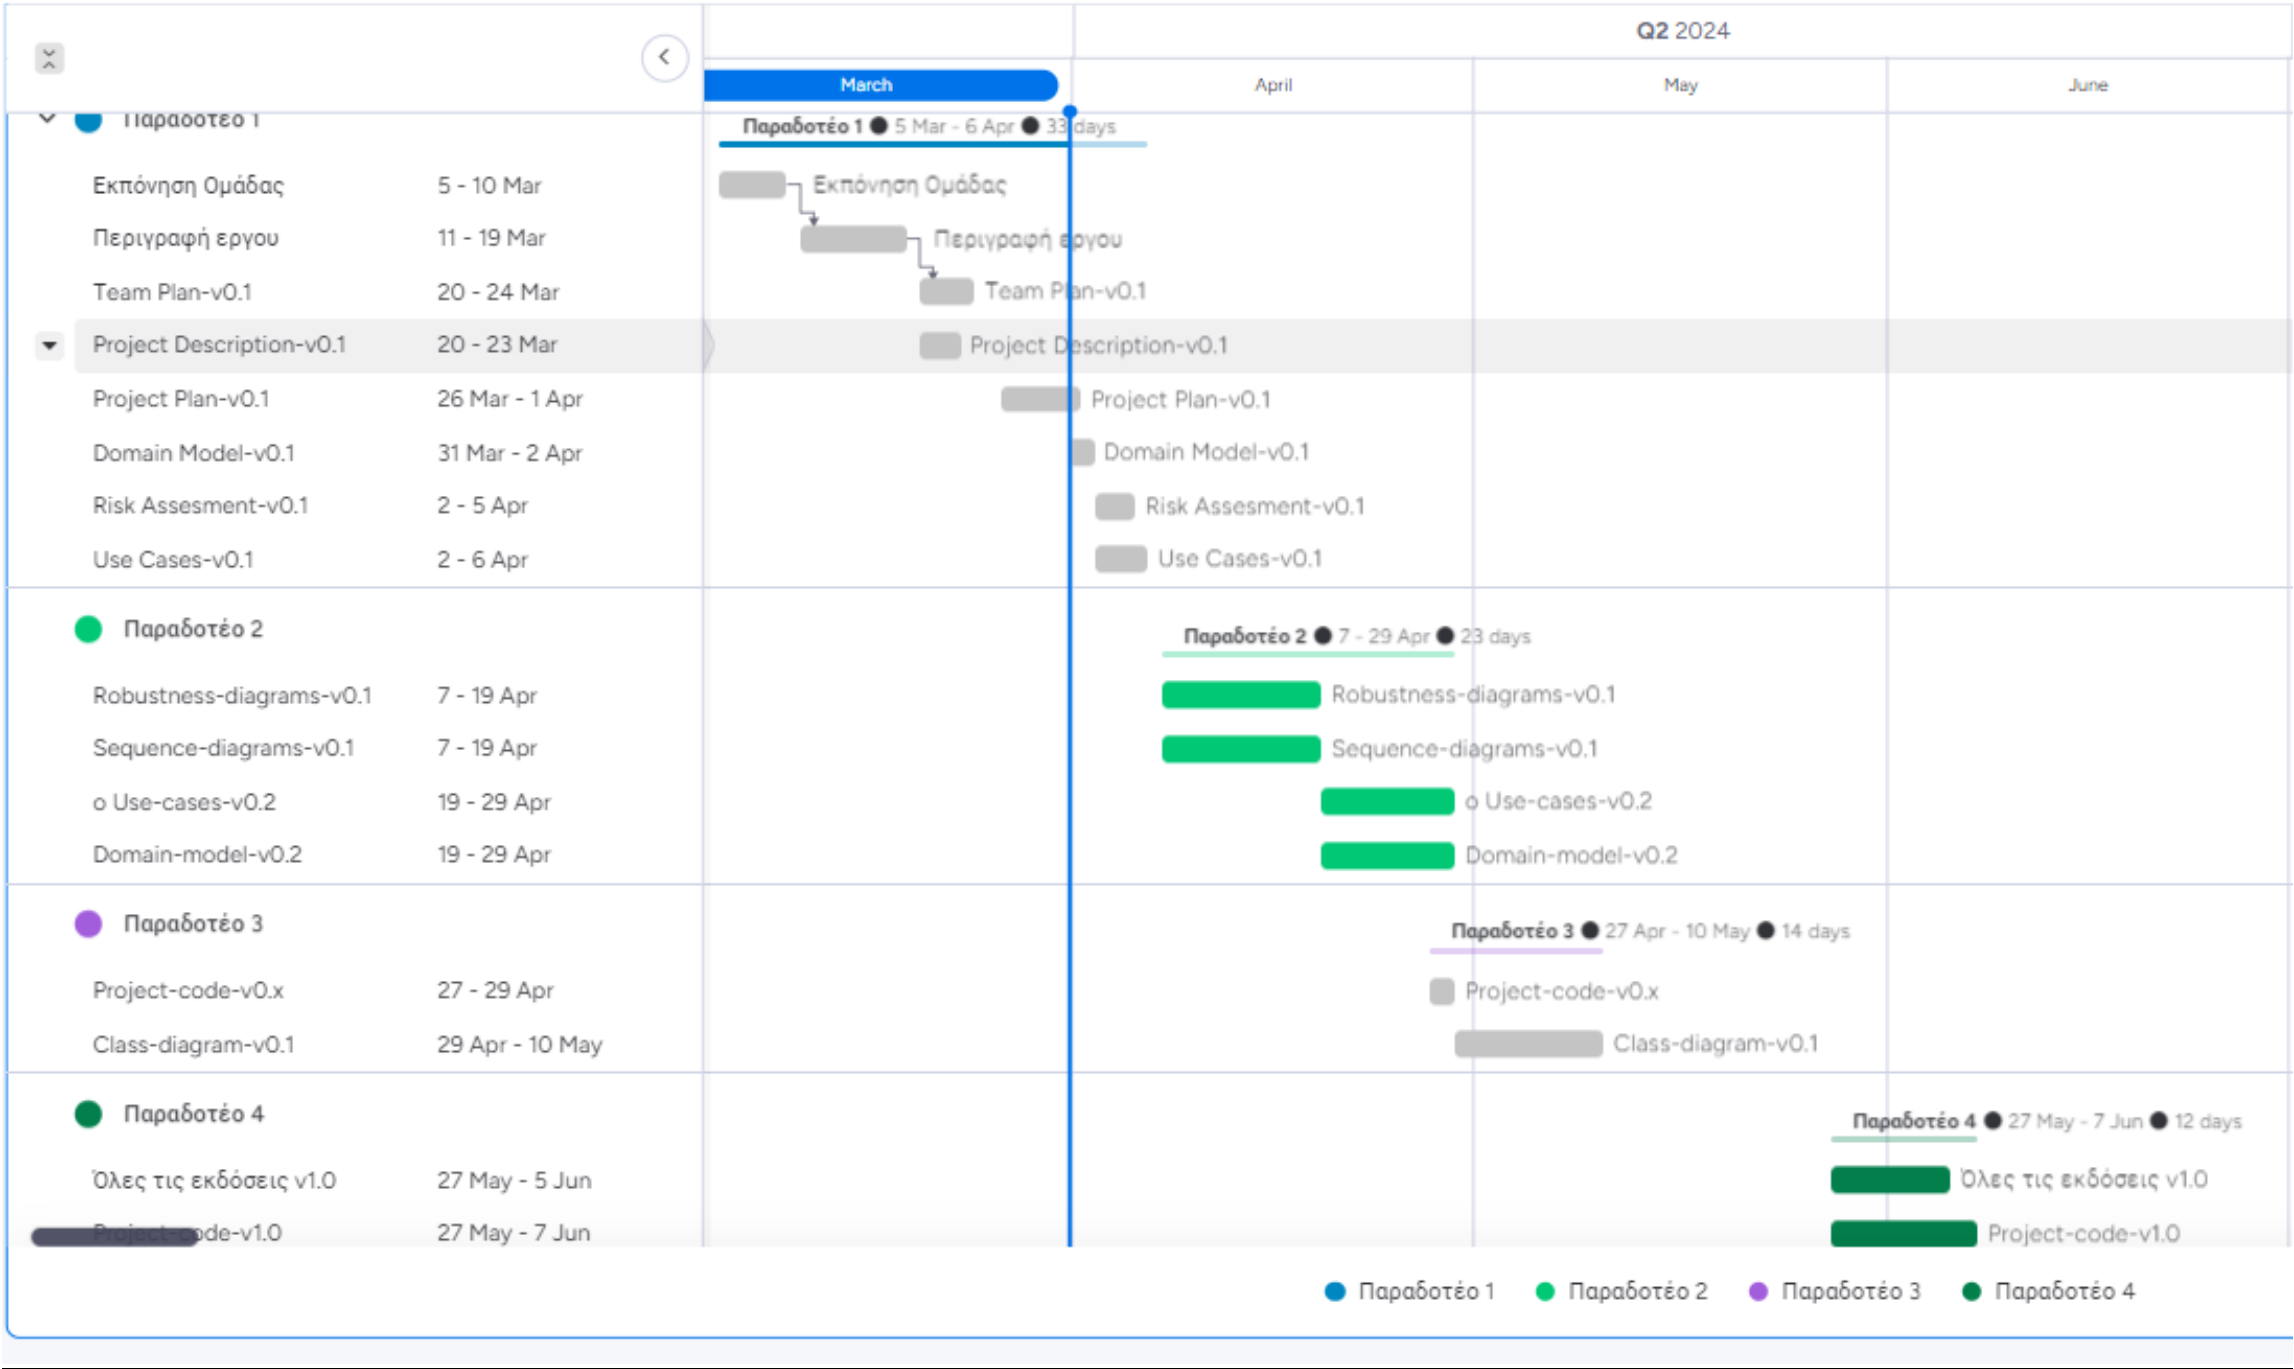 Q2 2024
March April May June
Παραδοτέο 1
Παραδοτέο 1 ● 5 Mar - 6 Apr ● 33 days
Εκπόνηση Ομάδας 5 - 10 Mar Εκπόνηση Ομάδας
Περιγραφή εργου 11 - 19 Mar Περιγραφή εργου
Team Plan-v0.1 20 - 24 Mar Team Plan-v0.1
Project Description-v0.1 20 - 23 Mar Project Description-v0.1
Project Plan-v0.1 26 Mar - 1 Apr Project Plan-v0.1
Domain Model-v0.1 31 Mar - 2 Apr Domain Model-v0.1
Risk Assesment-v0.1 2 - 5 Apr Risk Assesment-v0.1
Use Cases-v0.1 2 - 6 Apr Use Cases-v0.1
Παραδοτέο 2
Παραδοτέο 2 ● 7 - 29 Apr ● 23 days
Robustness-diagrams-v0.1 7 - 19 Apr Robustness-diagrams-v0.1
Sequence-diagrams-v0.1 7 - 19 Apr Sequence-diagrams-v0.1
o Use-cases-v0.2 19 - 29 Apr o Use-cases-v0.2
Domain-model-v0.2 19 - 29 Apr Domain-model-v0.2
Παραδοτέο 3
Παραδοτέο 3 ● 27 Apr - 10 May ● 14 days
Project-code-v0.x 27 - 29 Apr Project-code-v0.x
Class-diagram-v0.1 29 Apr - 10 May Class-diagram-v0.1
Παραδοτέο 4
Παραδοτέο 4 ● 27 May - 7 Jun ● 12 days
Όλες τις εκδόσεις v1.0 27 May - 5 Jun Όλες τις εκδόσεις v1.0
Project-code-v1.0 27 May - 7 Jun Project-code-v1.0
Παραδοτέο 1 Παραδοτέο 2 Παραδοτέο 3 Παραδοτέο 4